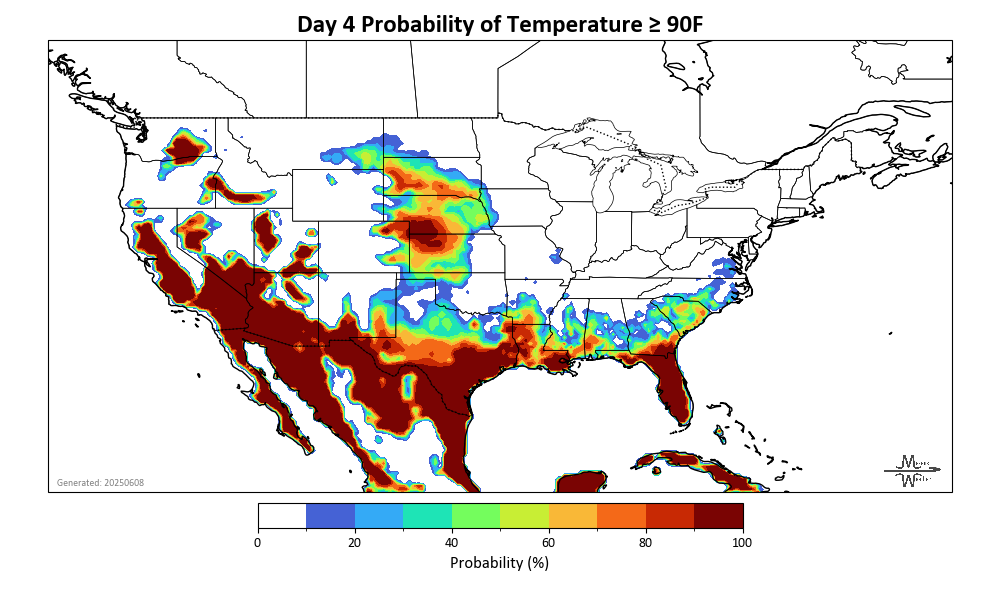 Day 4 Probability of Temperature ≥ 90F
Generated: 20250608
0 20 40 60 80 100
Probability (%)